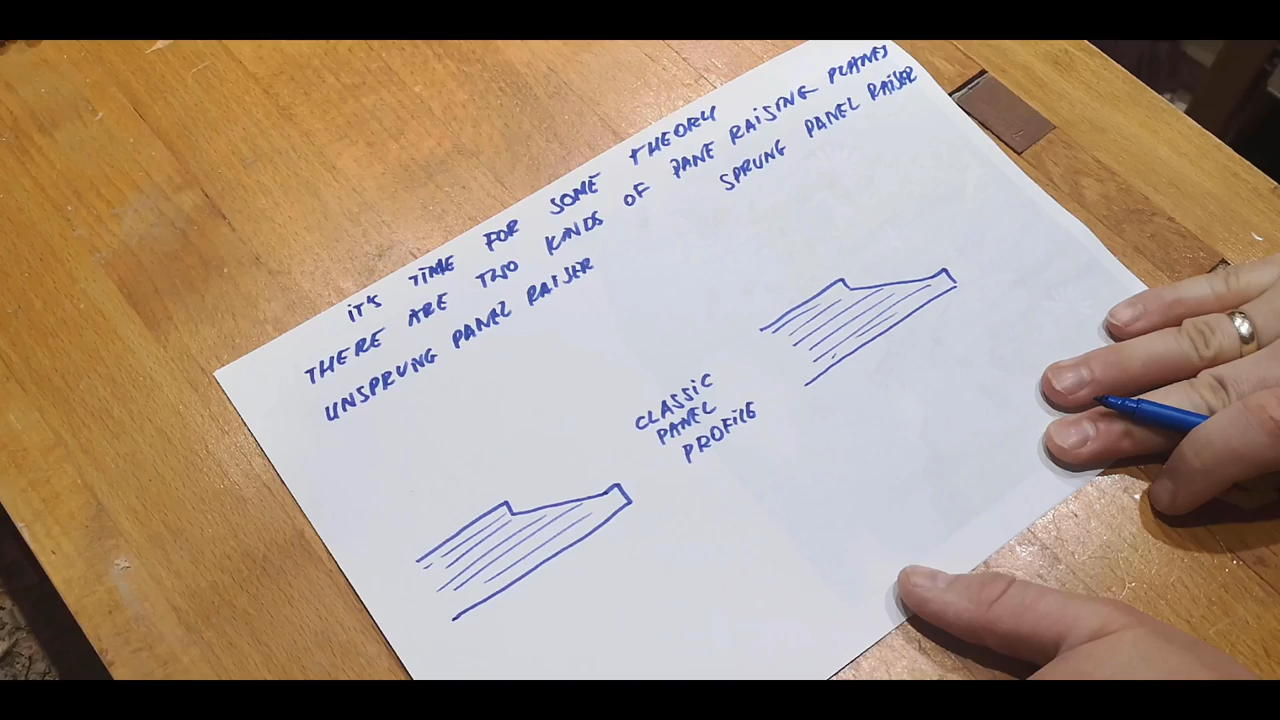 IT'S TIME FOR SOME THEORY
THERE ARE TWO KINDS OF PANE RAISING PLANES
UNSPRUNG PANEL RAISER SPRUNG PANEL RAISER
CLASSIC
PANEL
PROFILE